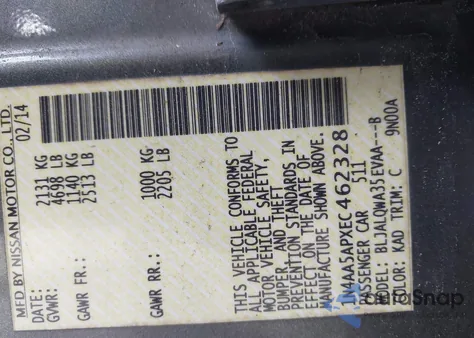 MFD BY NISSAN MOTOR CO., LTD.
DATE: 02/14
GVWR: 2131 KG
4698 LB
GAWR FR.: 1140 KG
2513 LB
GAWR RR.: 1000 KG
2205 LB
THIS VEHICLE CONFORMS TO
ALL APPLICABLE FEDERAL
MOTOR VEHICLE SAFETY,
BUMPER, AND THEFT
PREVENTION STANDARDS IN
EFFECT ON THE DATE OF
MANUFACTURE SHOWN ABOVE.
1N4AA5APXEC462328
PASSENGER CAR 511
MODEL: BLJALQWA35EVAA---B
COLOR: KAD TRIM: C 9N00A
autoSnap